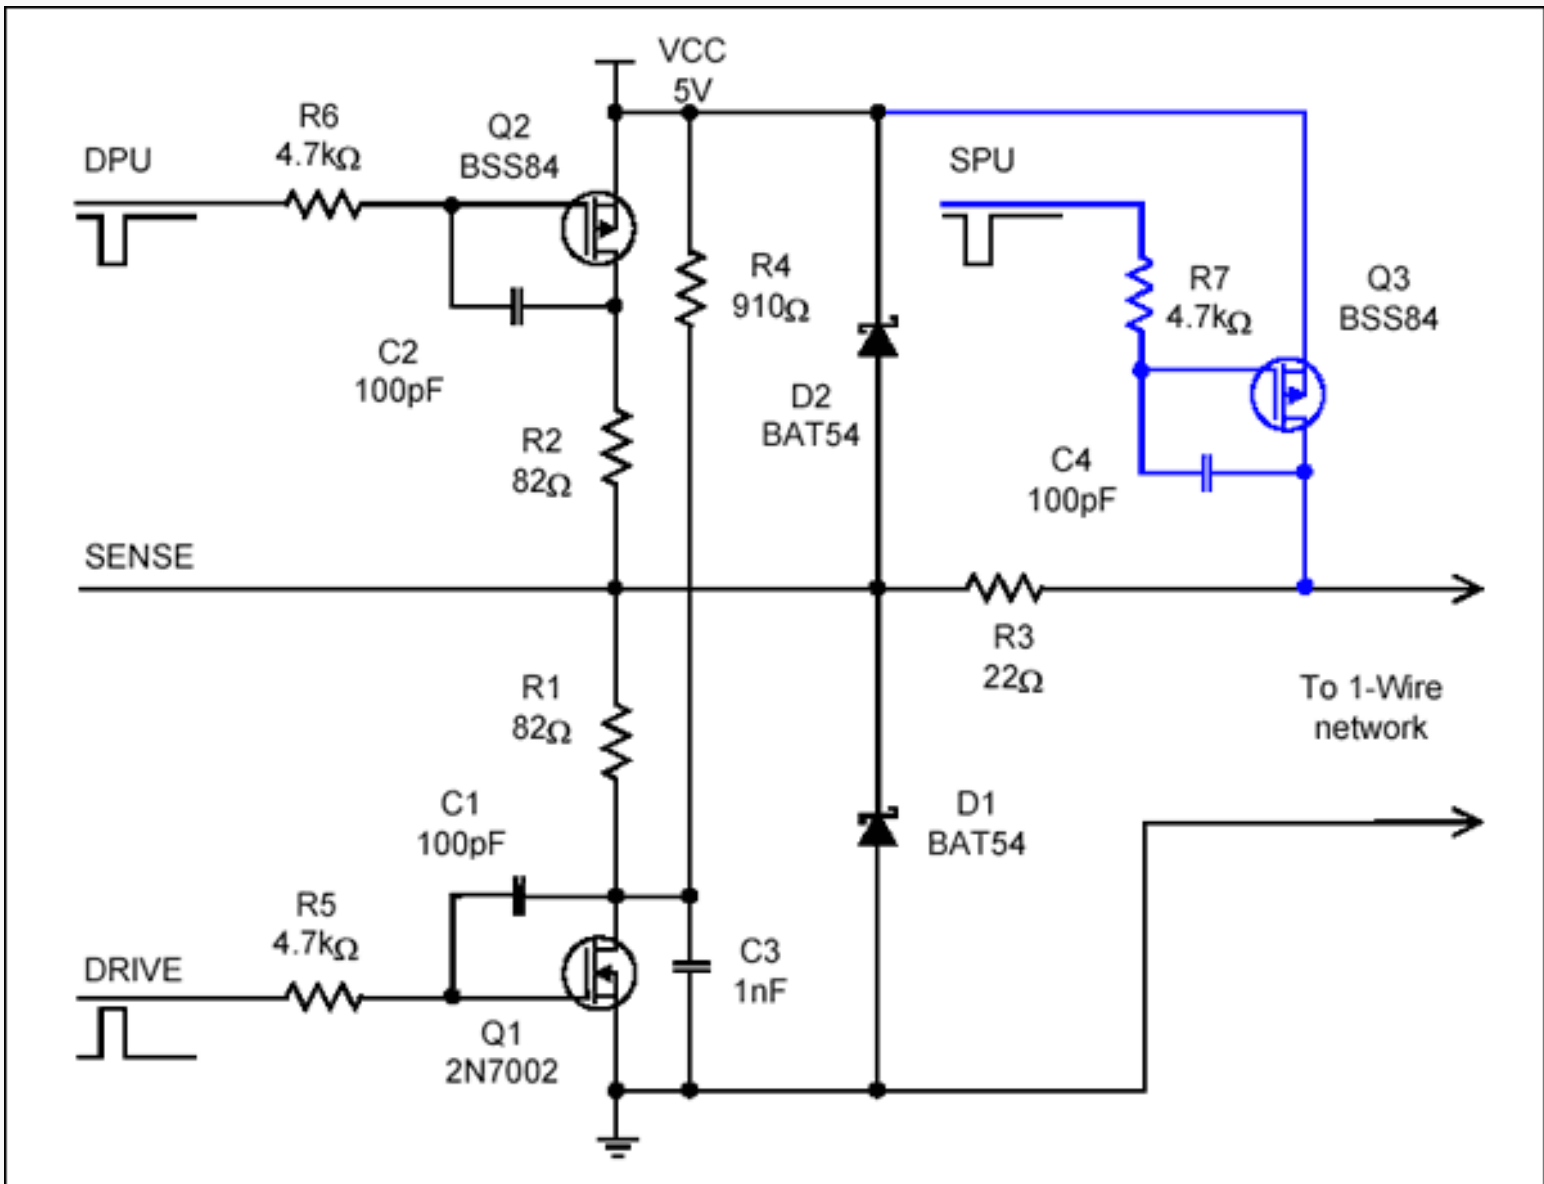 VCC
5V
R6
4.7kΩ
Q2
BSS84
DPU
SPU
R4
910Ω
R7
4.7kΩ
Q3
BSS84
C2
100pF
D2
BAT54
R2
82Ω
C4
100pF
SENSE
R3
22Ω
R1
82Ω
To 1-Wire
network
C1
100pF
D1
BAT54
R5
4.7kΩ
DRIVE
C3
1nF
Q1
2N7002